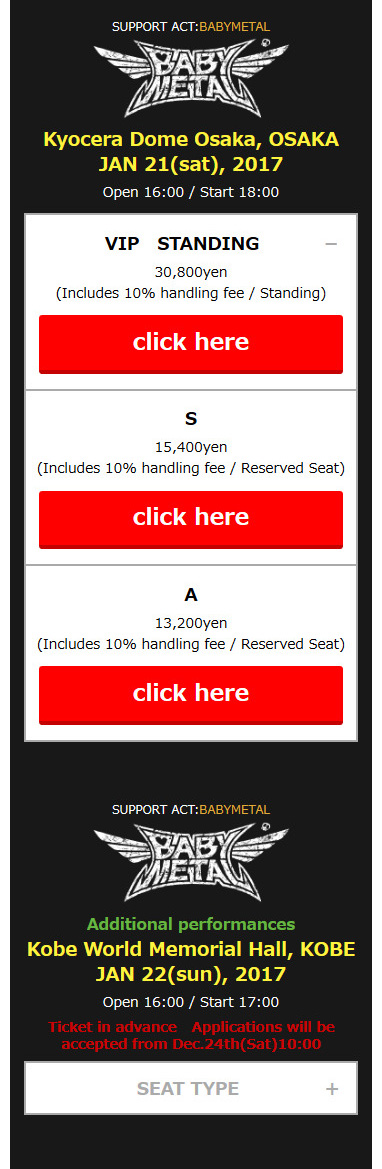 SUPPORT ACT:BABYMETAL
BABY
METAL
Kyocera Dome Osaka, OSAKA
JAN 21(sat), 2017
Open 16:00 / Start 18:00
VIP STANDING −
30,800yen
(Includes 10% handling fee / Standing)
click here
S
15,400yen
(Includes 10% handling fee / Reserved Seat)
click here
A
13,200yen
(Includes 10% handling fee / Reserved Seat)
click here
SUPPORT ACT:BABYMETAL
BABY
METAL
Additional performances
Kobe World Memorial Hall, KOBE
JAN 22(sun), 2017
Open 16:00 / Start 17:00
Ticket in advance Applications will be
accepted from Dec.24th(Sat)10:00
SEAT TYPE +